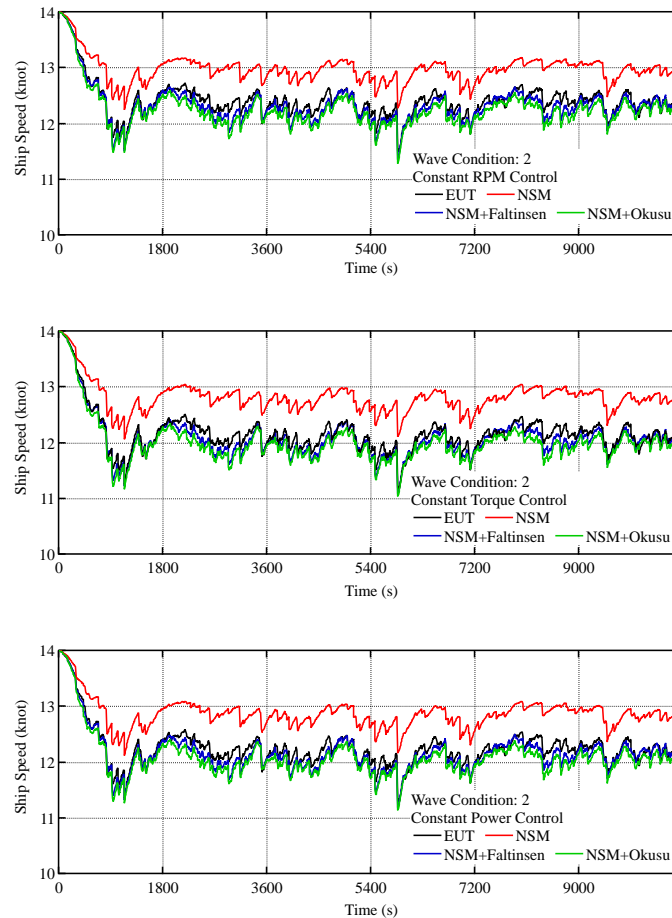 14
13
12
11
10
Ship Speed (knot)
Wave Condition: 2
Constant RPM Control
EUT NSM
NSM+Faltinsen NSM+Okusu
0 1800 3600 5400 7200 9000
Time (s)
14
13
12
11
10
Ship Speed (knot)
Wave Condition: 2
Constant Torque Control
EUT NSM
NSM+Faltinsen NSM+Okusu
0 1800 3600 5400 7200 9000
Time (s)
14
13
12
11
10
Ship Speed (knot)
Wave Condition: 2
Constant Power Control
EUT NSM
NSM+Faltinsen NSM+Okusu
0 1800 3600 5400 7200 9000
Time (s)